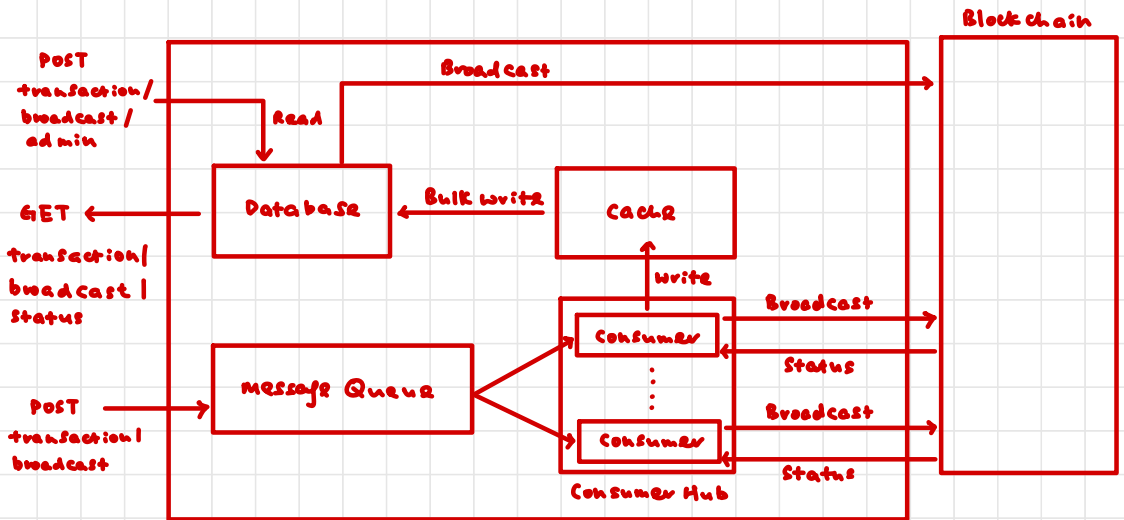 Blockchain
POST
transaction/
broadcast/
admin
Broadcast
Read
Database
Bulk write
Cache
GET
transaction/
broadcast/
status
write
Broadcast
Consumer
Status
Message Queue
POST
transaction/
broadcast
Broadcast
Consumer
Status
Consumer Hub